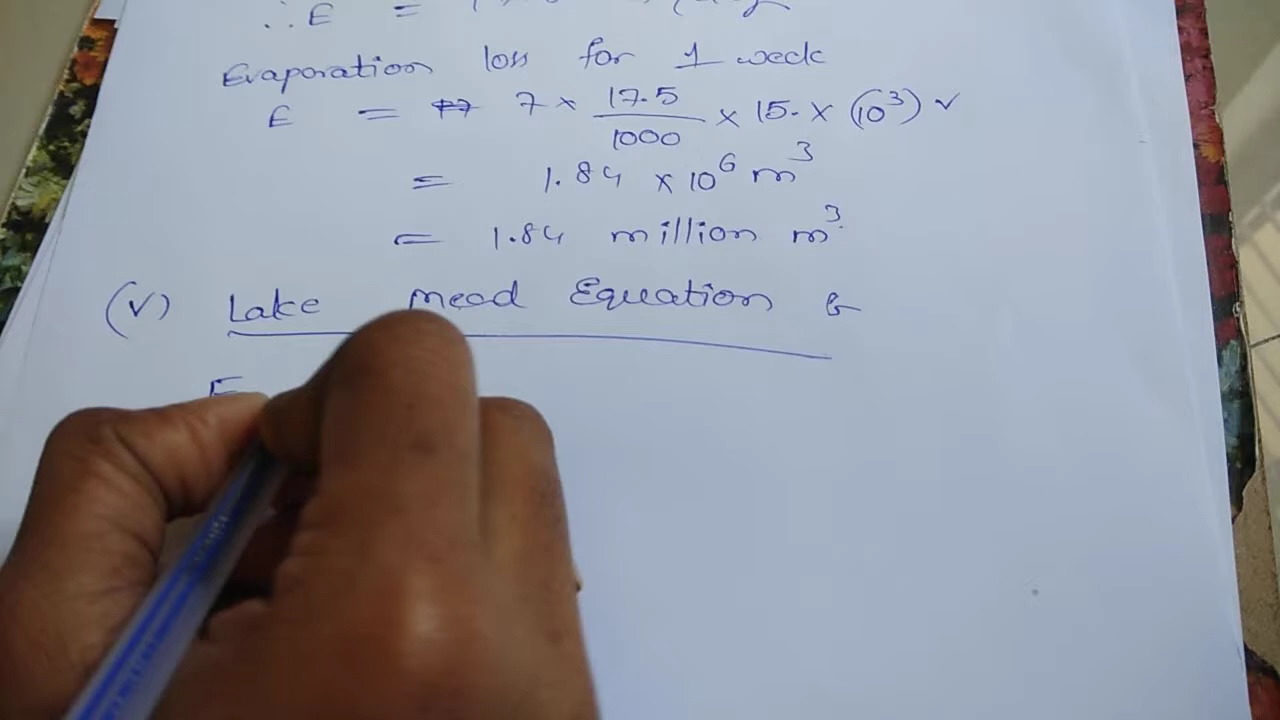 ∴ E =
Evaporation loss for 1 week
E = 7 × 17.5/1000 × 15. × (10³) ✓
= 1.84 × 10⁶ m³
= 1.84 million m³
(V) Lake Mead Equation :-
E